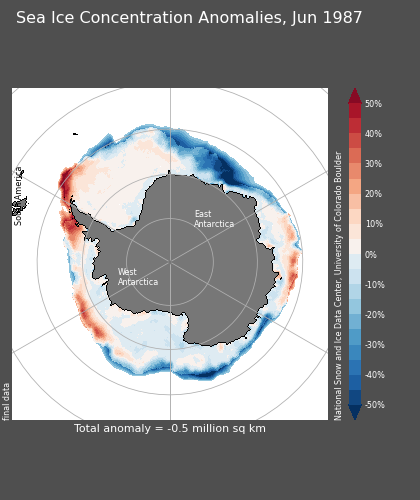 Sea Ice Concentration Anomalies, Jun 1987
South America
East
Antarctica
West
Antarctica
50%
40%
30%
20%
10%
0%
-10%
-20%
-30%
-40%
-50%
National Snow and Ice Data Center, University of Colorado Boulder
final data
Total anomaly = -0.5 million sq km